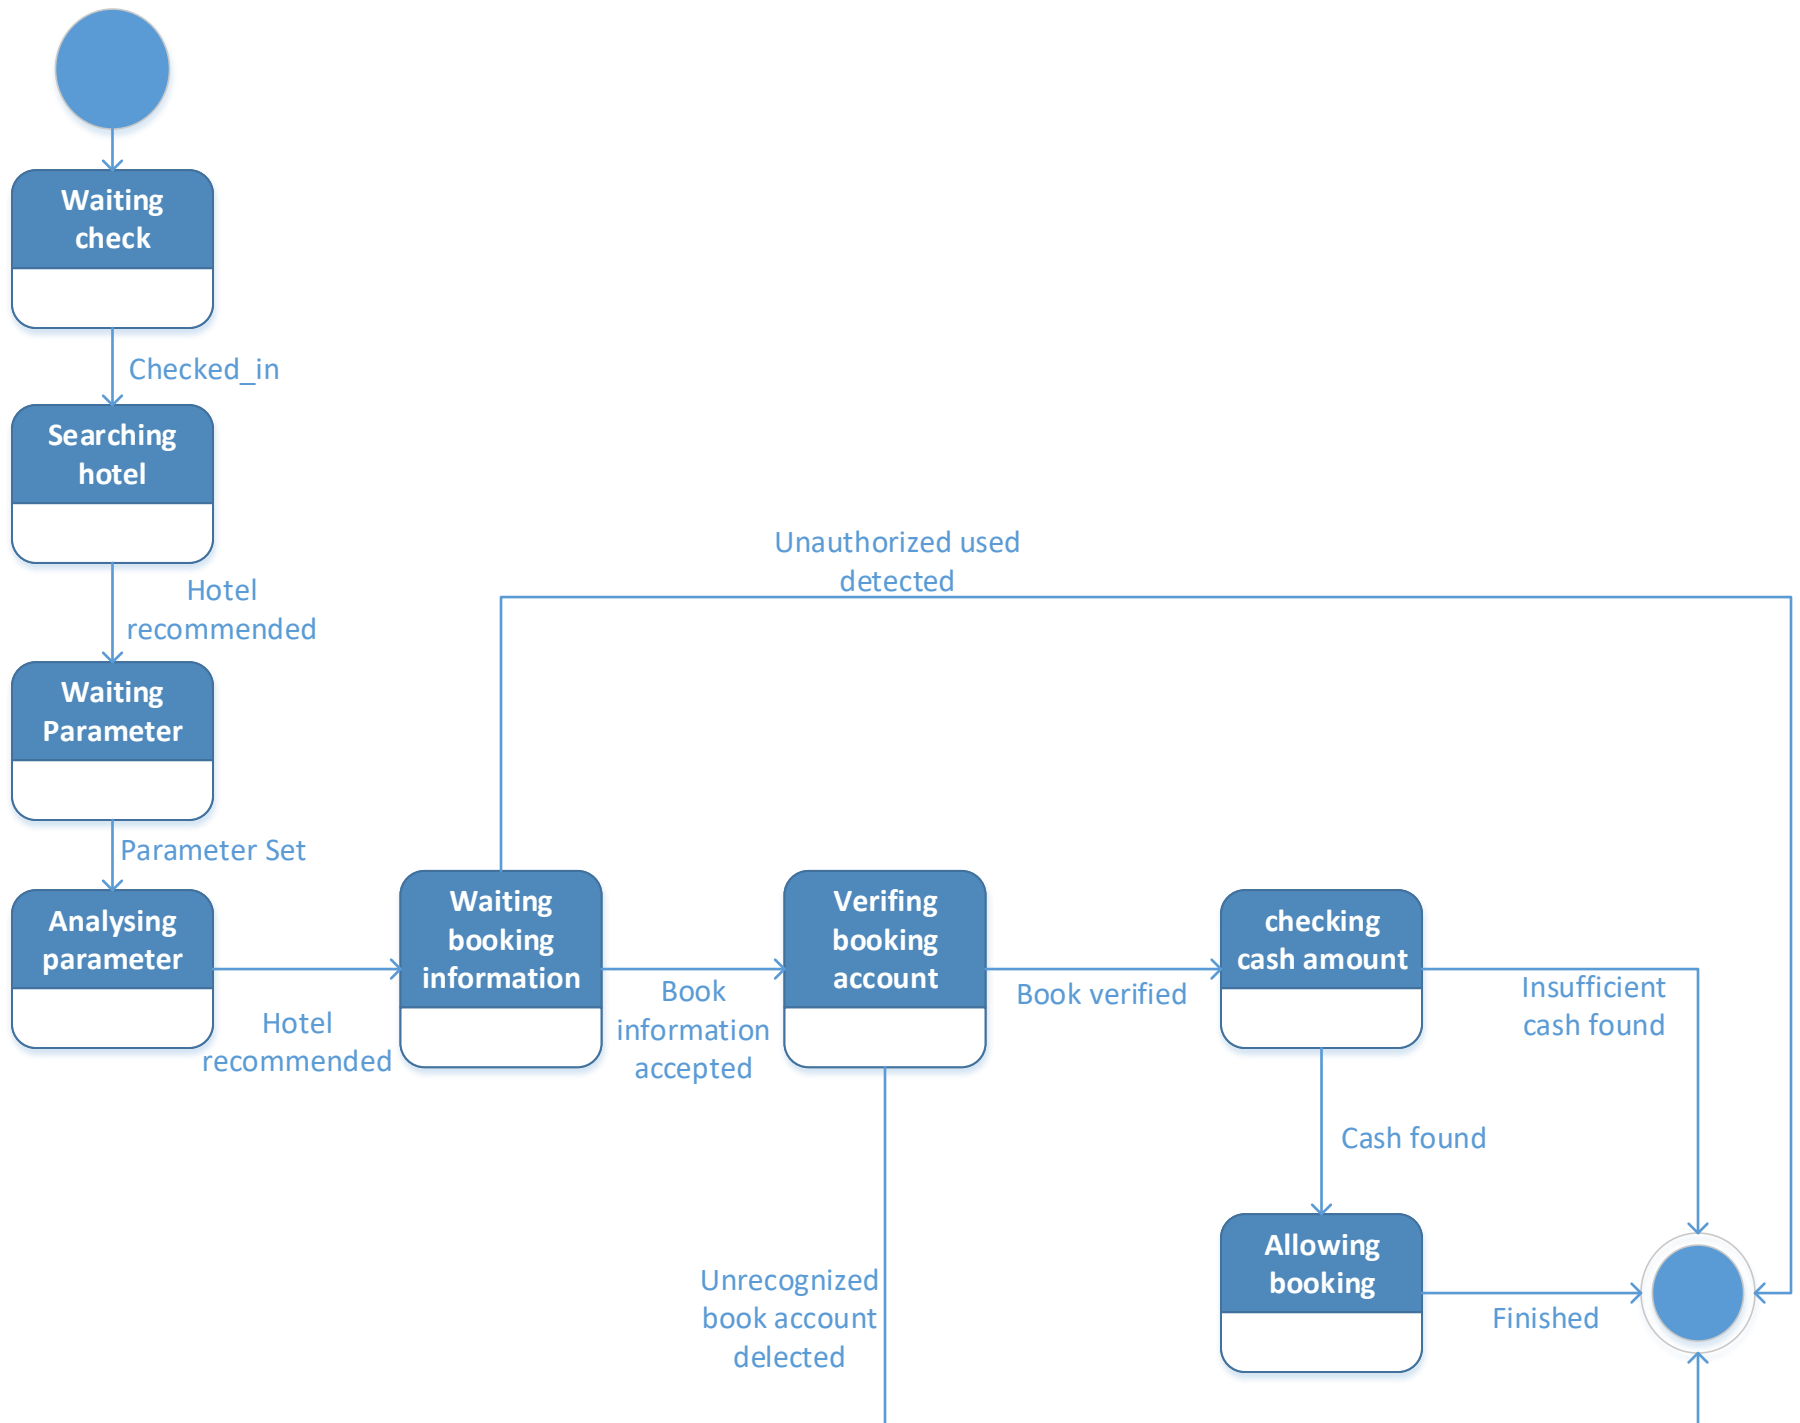 Waiting
check
Checked_in
Searching
hotel
Hotel
recommended
Waiting
Parameter
Parameter Set
Analysing
parameter
Hotel
recommended
Unauthorized used
detected
Waiting
booking
information
Book
information
accepted
Verifing
booking
account
Book verified
checking
cash amount
Insufficient
cash found
Cash found
Unrecognized
book account
delected
Allowing
booking
Finished